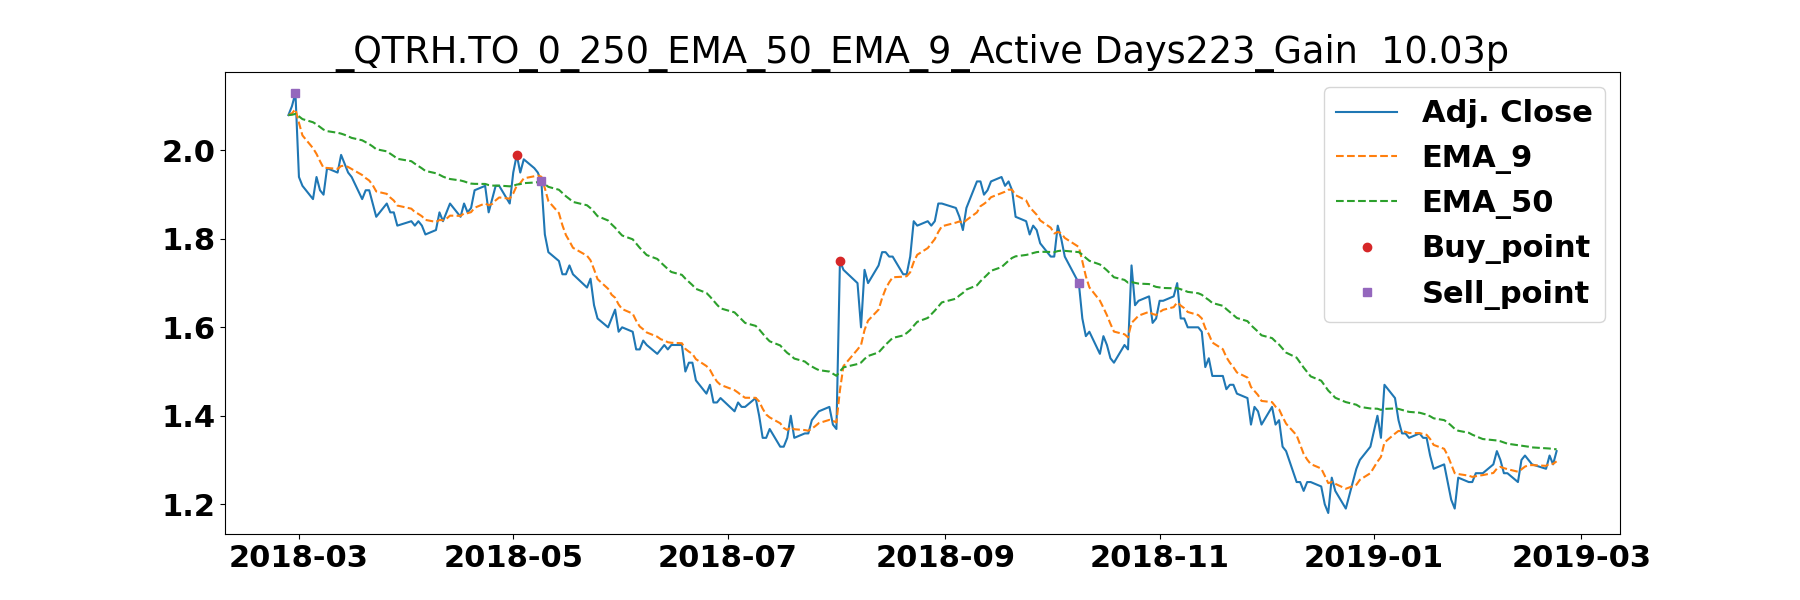 _QTRH.TO_0_250_EMA_50_EMA_9_Active Days223_Gain  10.03p
Adj. Close
EMA_9
EMA_50
Buy_point
Sell_point
2.0
1.8
1.6
1.4
1.2
2018-03 2018-05 2018-07 2018-09 2018-11 2019-01 2019-03